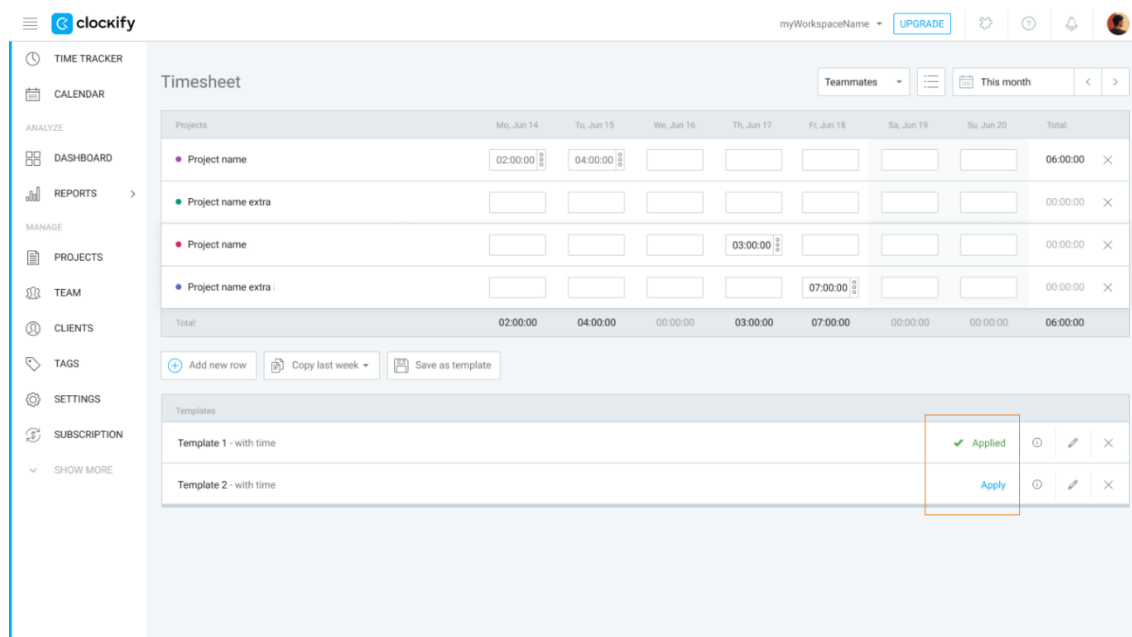 clockify
myWorkspaceName UPGRADE
TIME TRACKER
CALENDAR
ANALYZE
DASHBOARD
REPORTS
MANAGE
PROJECTS
TEAM
CLIENTS
TAGS
SETTINGS
SUBSCRIPTION
SHOW MORE
Timesheet
Teammates This month
Projects Mo, Jun 14 Tu, Jun 15 We, Jun 16 Th, Jun 17 Fr, Jun 18 Sa, Jun 19 Su, Jun 20 Total:
Project name 02:00:00 04:00:00 06:00:00
Project name extra 00:00:00
Project name 03:00:00 00:00:00
Project name extra 07:00:00 00:00:00
Total: 02:00:00 04:00:00 00:00:00 03:00:00 07:00:00 00:00:00 00:00:00 06:00:00
Add new row Copy last week Save as template
Templates
Template 1 - with time Applied
Template 2 - with time Apply